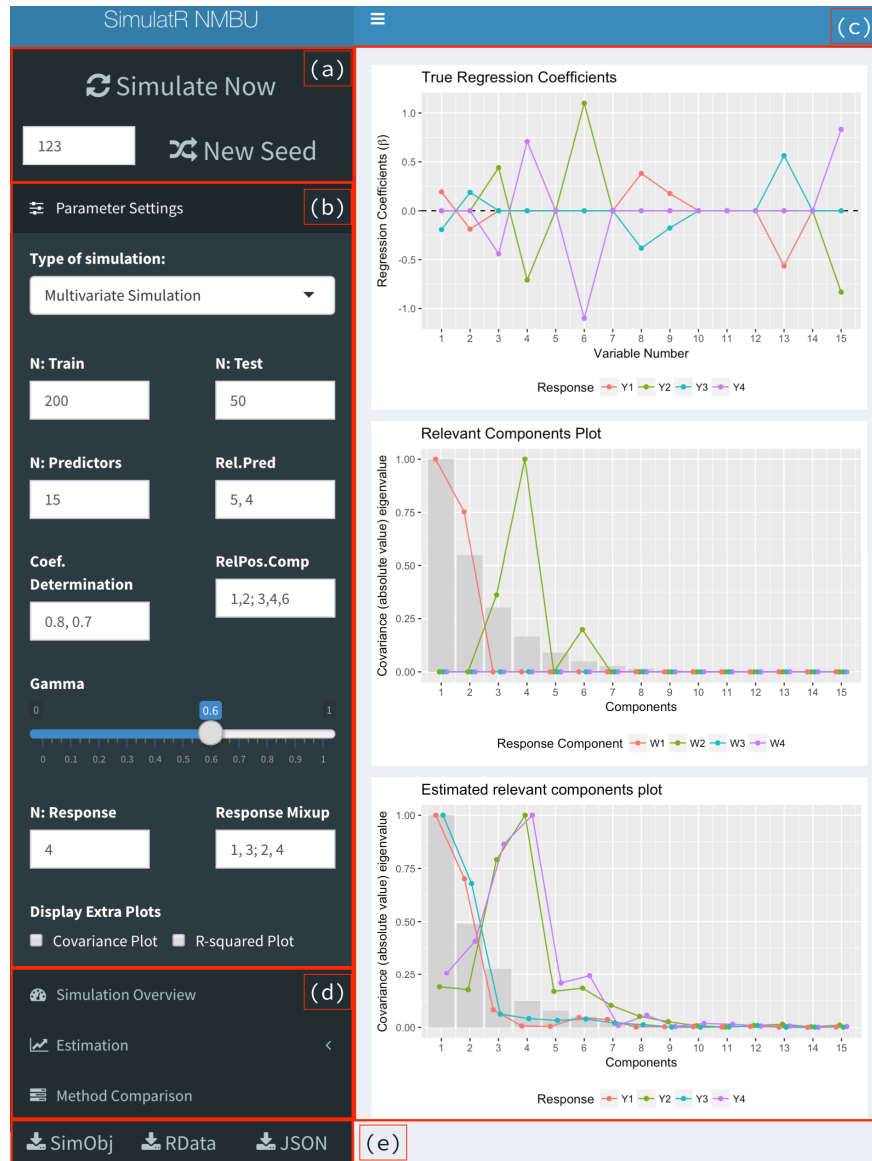 SimulatR NMBU
(c)
(a)
Simulate Now
123
New Seed
Parameter Settings
(b)
Type of simulation:
Multivariate Simulation
N: Train
N: Test
200
50
N: Predictors
Rel.Pred
15
5, 4
Coef.
Determination
RelPos.Comp
0.8, 0.7
1,2; 3,4,6
Gamma
0
0.6
1
0 0.1 0.2 0.3 0.4 0.5 0.6 0.7 0.8 0.9 1
N: Response
Response Mixup
4
1, 3; 2, 4
Display Extra Plots
Covariance Plot
R-squared Plot
Simulation Overview
(d)
Estimation
Method Comparison
SimObj
RData
JSON
(e)
True Regression Coefficients
Regression Coefficients (β)
1.0
0.5
0.0
-0.5
-1.0
1 2 3 4 5 6 7 8 9 10 11 12 13 14 15
Variable Number
Response Y1 Y2 Y3 Y4
Relevant Components Plot
Covariance (absolute value) eigenvalue
1.00
0.75
0.50
0.25
0.00
1 2 3 4 5 6 7 8 9 10 11 12 13 14 15
Components
Response Component W1 W2 W3 W4
Estimated relevant components plot
Covariance (absolute value) eigenvalue
1.00
0.75
0.50
0.25
0.00
1 2 3 4 5 6 7 8 9 10 11 12 13 14 15
Components
Response Y1 Y2 Y3 Y4